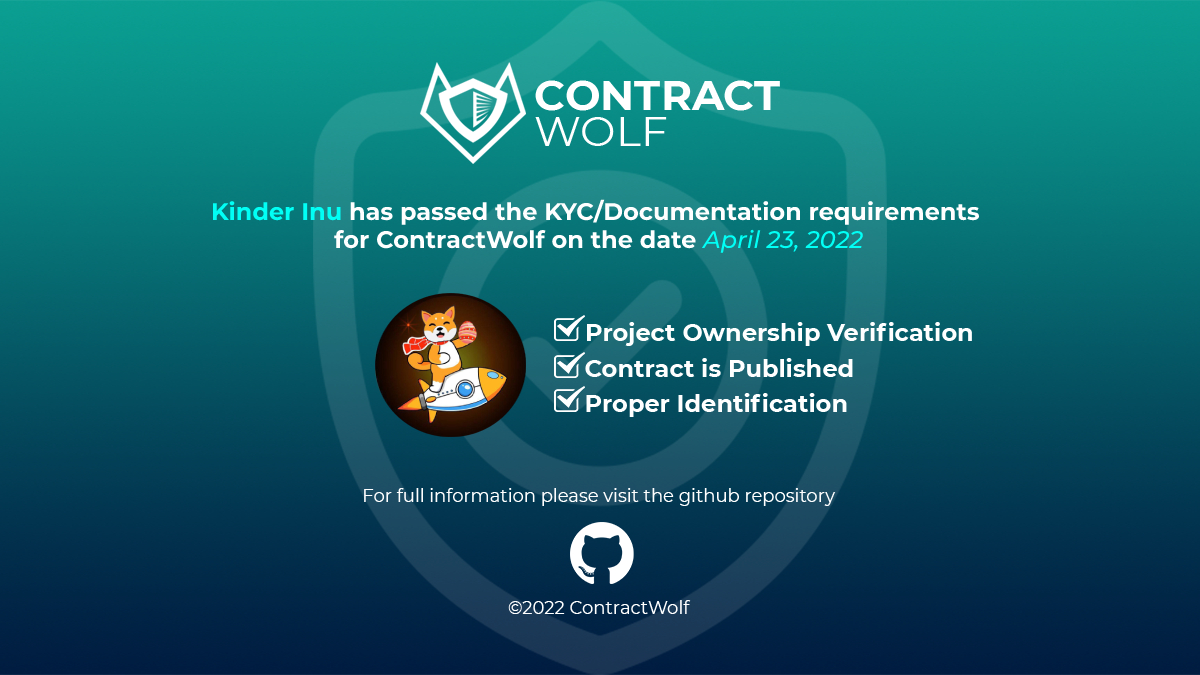 CONTRACT
WOLF
Kinder Inu has passed the KYC/Documentation requirements
for ContractWolf on the date April 23, 2022
Project Ownership Verification
Contract is Published
Proper Identification
For full information please visit the github repository
©2022 ContractWolf